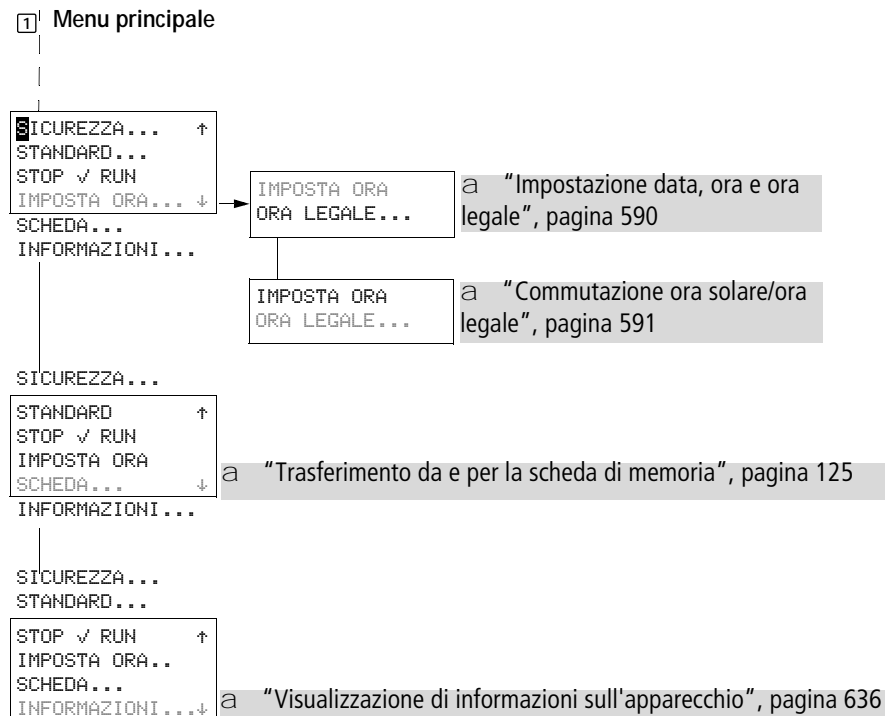 1 Menu principale
SICUREZZA... ↑
STANDARD...
STOP √ RUN
IMPOSTA ORA... ↓
SCHEDA...
INFORMAZIONI...
IMPOSTA ORA
ORA LEGALE...
a "Impostazione data, ora e ora
legale", pagina 590
IMPOSTA ORA
ORA LEGALE...
a "Commutazione ora solare/ora
legale", pagina 591
SICUREZZA...
STANDARD ↑
STOP √ RUN
IMPOSTA ORA
SCHEDA... ↓
INFORMAZIONI...
a "Trasferimento da e per la scheda di memoria", pagina 125
SICUREZZA...
STANDARD...
STOP √ RUN ↑
IMPOSTA ORA..
SCHEDA...
INFORMAZIONI...↓
a "Visualizzazione di informazioni sull'apparecchio", pagina 636